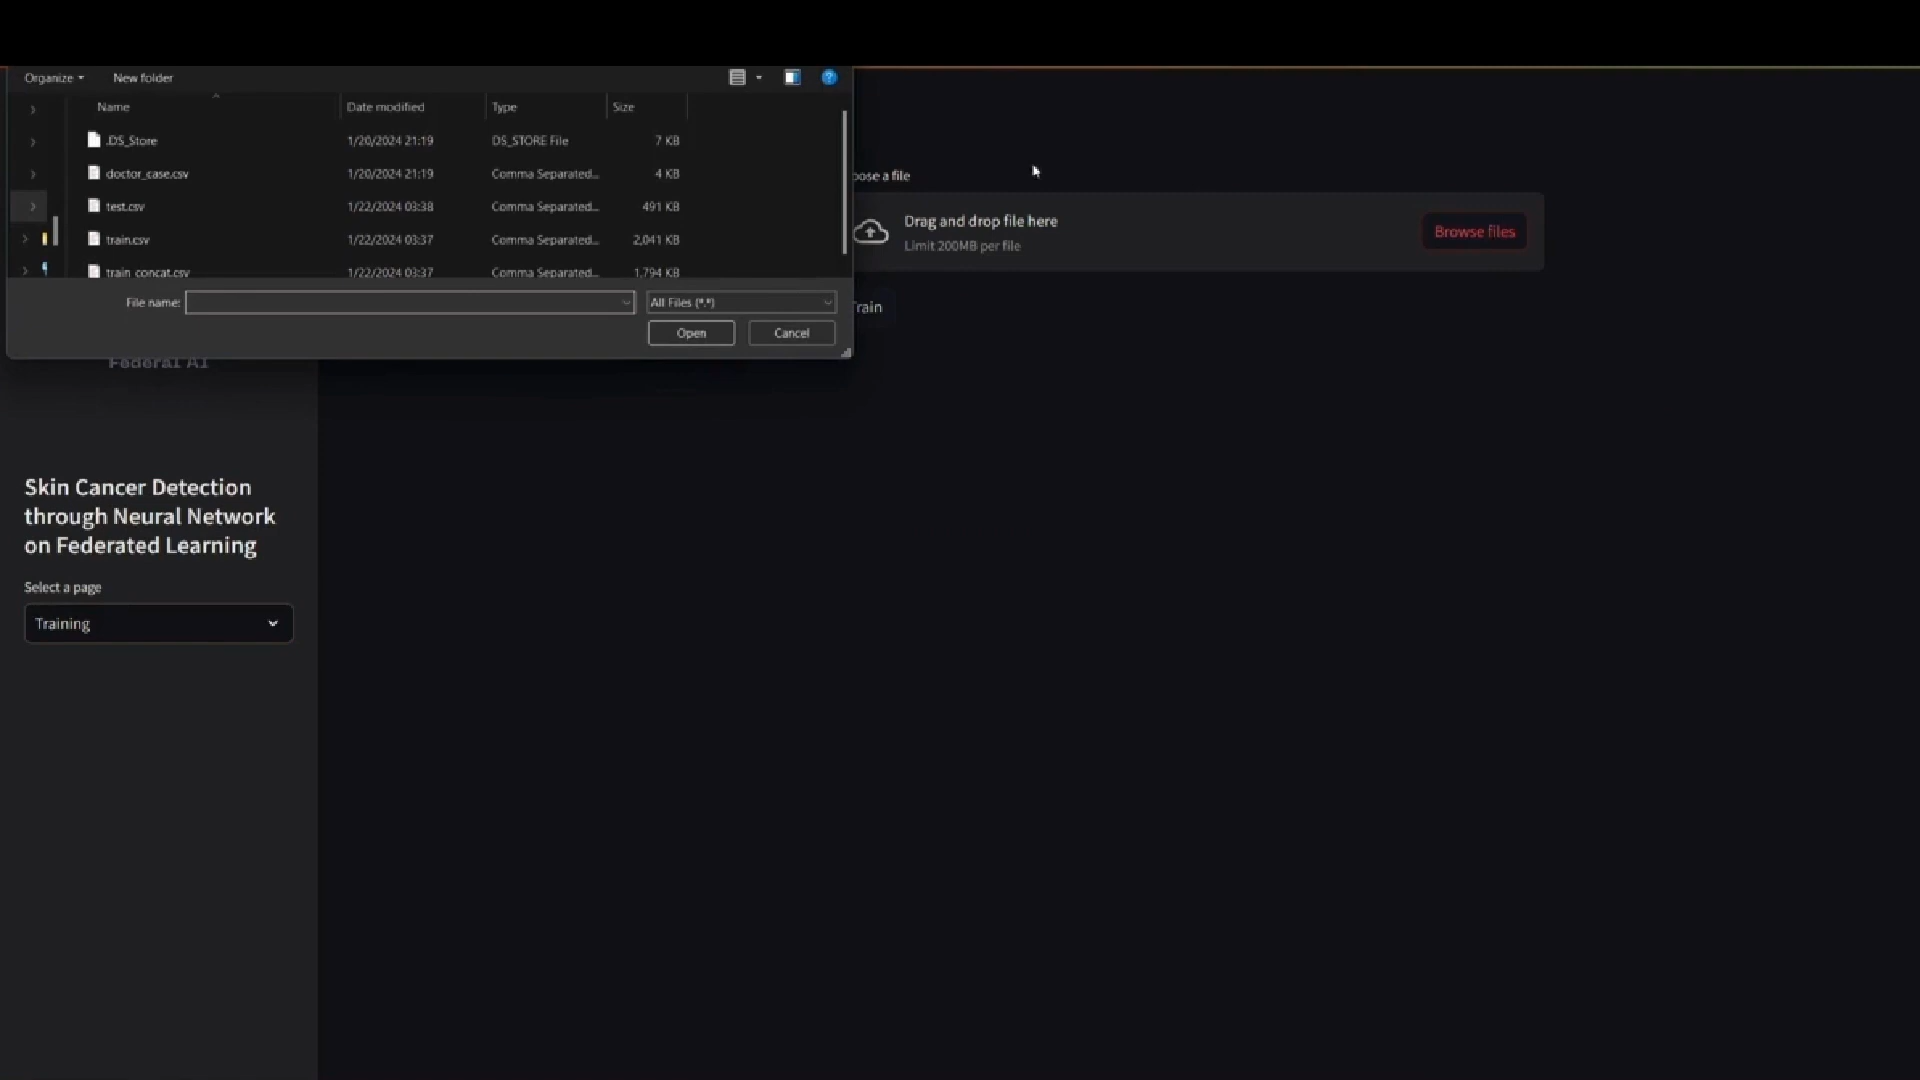 Organize New folder
Name Date modified Type Size
.DS_Store 1/20/2024 21:19 DS_STORE File 7 KB
doctor_case.csv 1/20/2024 21:19 Comma Separated... 4 KB
test.csv 1/22/2024 03:38 Comma Separated... 491 KB
train.csv 1/22/2024 03:37 Comma Separated... 2,041 KB
train_concat.csv 1/22/2024 03:37 Comma Separated... 1,794 KB
File name: All Files (*.*)
Open Cancel
oose a file
Drag and drop file here
Limit 200MB per file
Browse files
Train
Federal AI
Skin Cancer Detection
through Neural Network
on Federated Learning
Select a page
Training